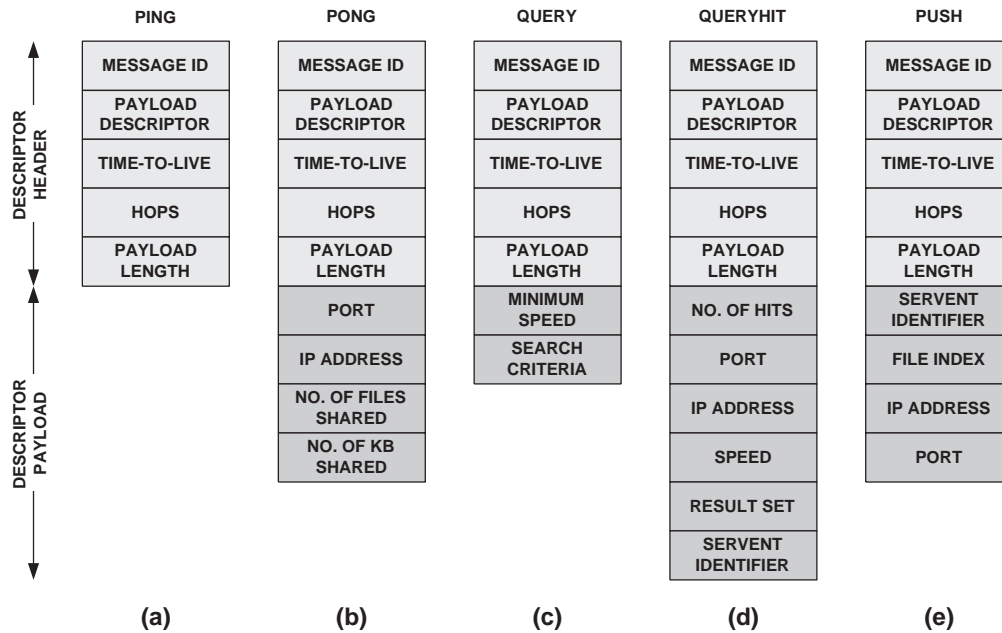 PING
PONG
QUERY
QUERYHIT
PUSH
DESCRIPTOR
HEADER
DESCRIPTOR
PAYLOAD
MESSAGE ID
PAYLOAD
DESCRIPTOR
TIME-TO-LIVE
HOPS
PAYLOAD
LENGTH
MESSAGE ID
PAYLOAD
DESCRIPTOR
TIME-TO-LIVE
HOPS
PAYLOAD
LENGTH
PORT
IP ADDRESS
NO. OF FILES
SHARED
NO. OF KB
SHARED
MESSAGE ID
PAYLOAD
DESCRIPTOR
TIME-TO-LIVE
HOPS
PAYLOAD
LENGTH
MINIMUM
SPEED
SEARCH
CRITERIA
MESSAGE ID
PAYLOAD
DESCRIPTOR
TIME-TO-LIVE
HOPS
PAYLOAD
LENGTH
NO. OF HITS
PORT
IP ADDRESS
SPEED
RESULT SET
SERVENT
IDENTIFIER
MESSAGE ID
PAYLOAD
DESCRIPTOR
TIME-TO-LIVE
HOPS
PAYLOAD
LENGTH
SERVENT
IDENTIFIER
FILE INDEX
IP ADDRESS
PORT
(a)
(b)
(c)
(d)
(e)